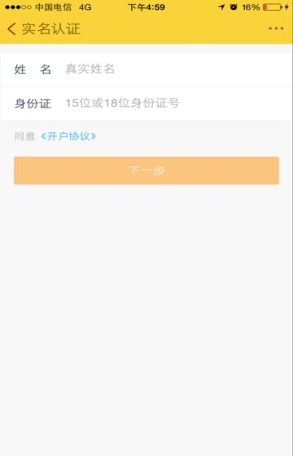 中国电信 4G 下午4:59 16%
实名认证
姓 名 真实姓名
身份证 15位或18位身份证号
同意 《开户协议》
下一步